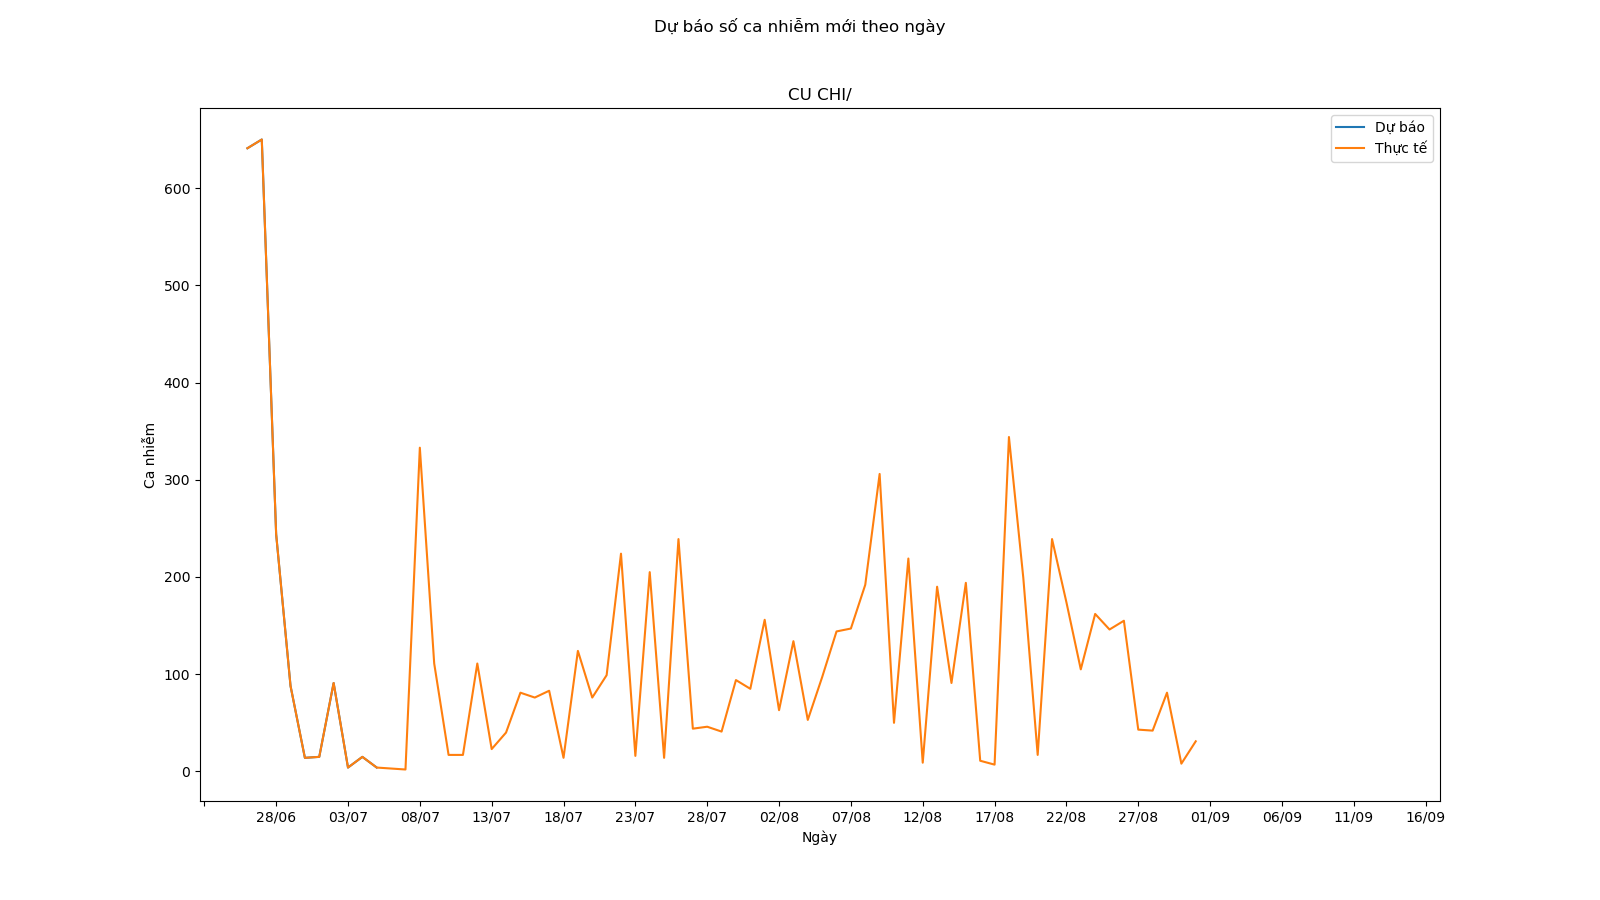 Dự báo số ca nhiễm mới theo ngày
CU CHI/
Dự báo
Thực tế
600
500
400
300
200
100
0
Ca nhiễm
28/06 03/07 08/07 13/07 18/07 23/07 28/07 02/08 07/08 12/08 17/08 22/08 27/08 01/09 06/09 11/09 16/09
Ngày